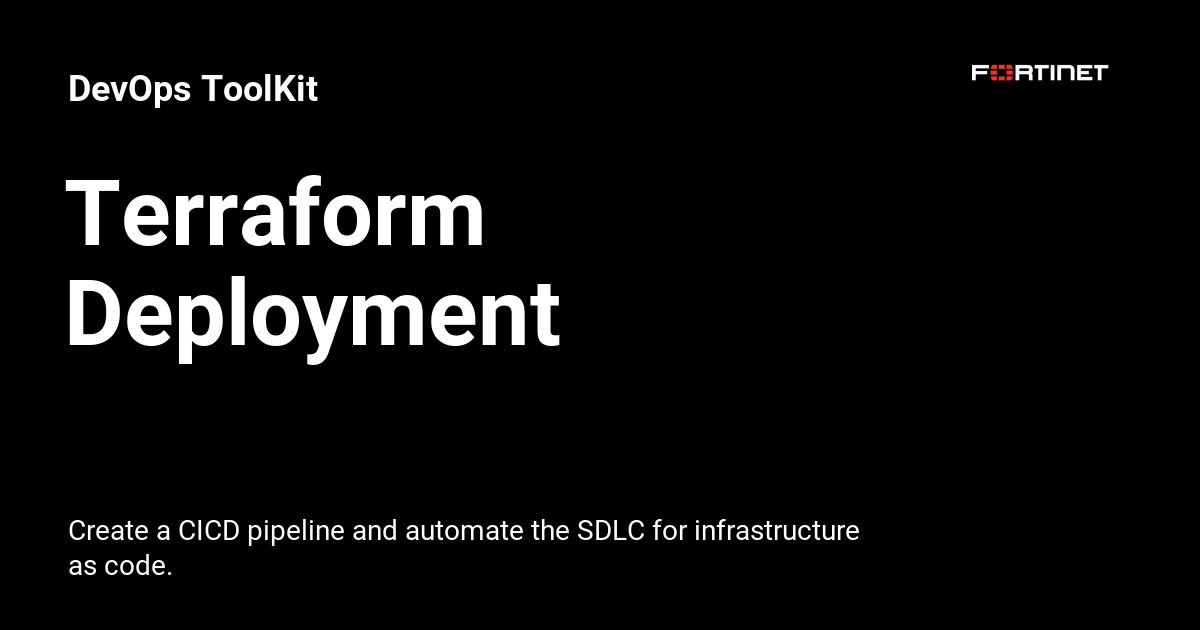 DevOps ToolKit
FORTINET
Terraform
Deployment
Create a CICD pipeline and automate the SDLC for infrastructure
as code.